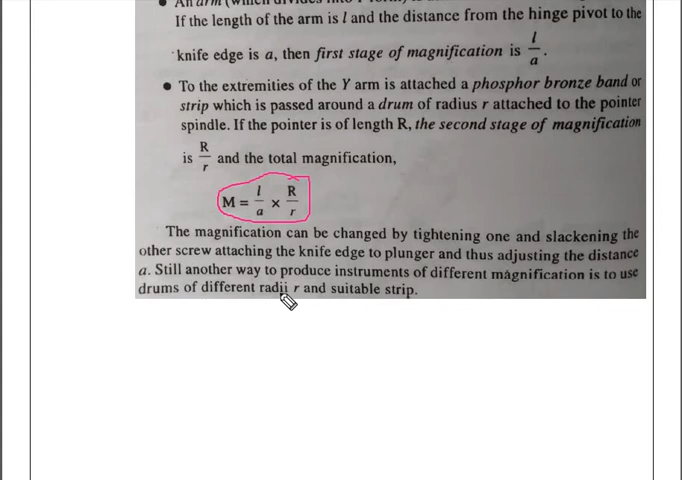 If the length of the arm is l and the distance from the hinge pivot to the
knife edge is a, then first stage of magnification is l/a.
• To the extremities of the Y arm is attached a phosphor bronze band or
strip which is passed around a drum of radius r attached to the pointer
spindle. If the pointer is of length R, the second stage of magnification
is R/r and the total magnification,
M = l/a × R/r
The magnification can be changed by tightening one and slackening the
other screw attaching the knife edge to plunger and thus adjusting the distance
a. Still another way to produce instruments of different magnification is to use
drums of different radii r and suitable strip.